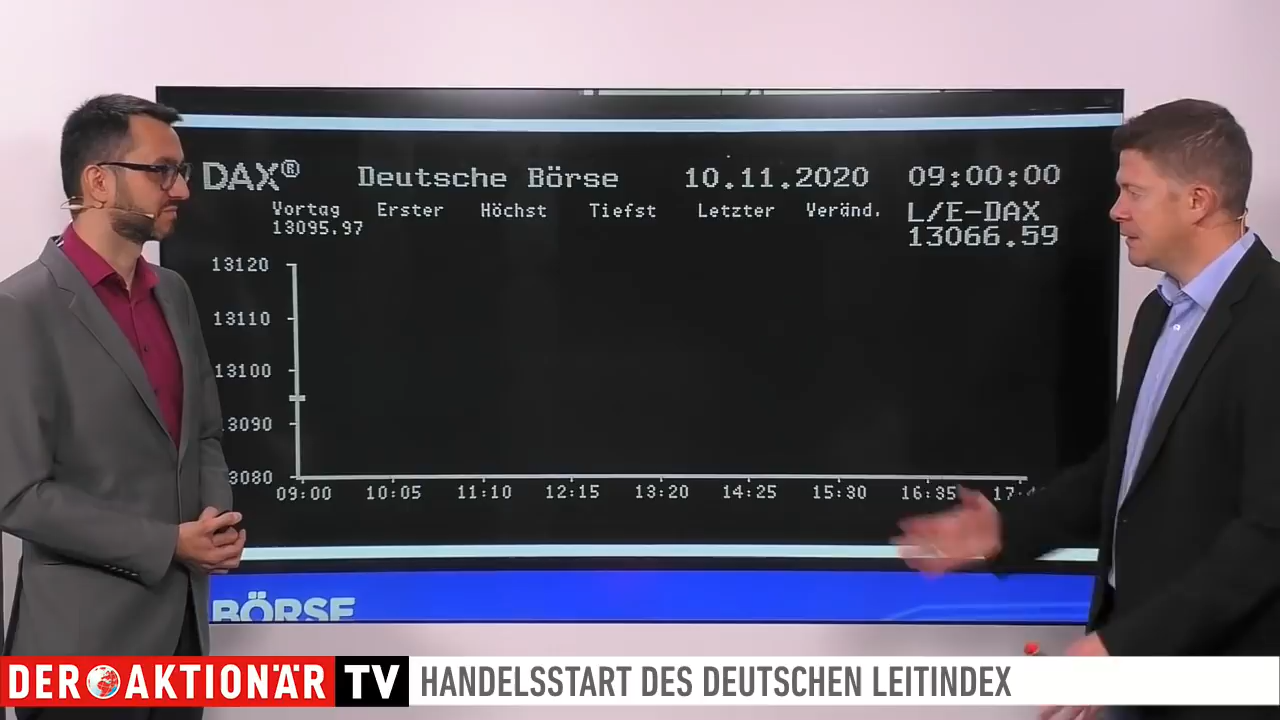 DAX® Deutsche Börse 10.11.2020 09:00:00
Vortag Erster Höchst Tiefst Letzter Veränd. L/E-DAX
13095.97 13066.59
13120
13110
13100
13090
3080
09:00 10:05 11:10 12:15 13:20 14:25 15:30 16:35
BÖRSE
DER AKTIONÄR TV HANDELSSTART DES DEUTSCHEN LEITINDEX